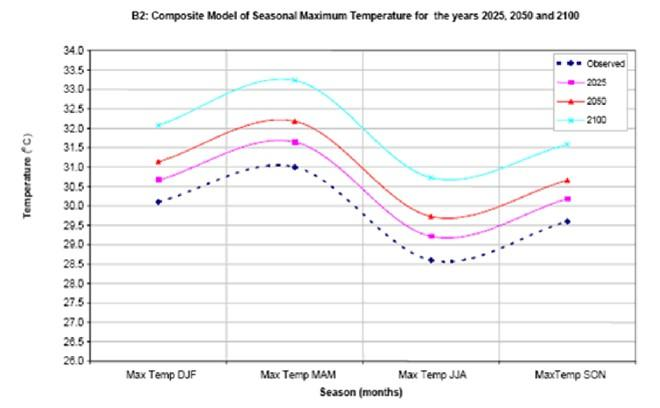 B2: Composite Model of Seasonal Maximum Temperature for the years 2025, 2050 and 2100
34.0
33.5
33.0
32.5
32.0
31.5
31.0
30.5
30.0
29.5
29.0
28.5
28.0
27.5
27.0
26.5
26.0
Temperature (°C)
Observed
2025
2050
2100
Max Temp DJF
Max Temp MAM
Max Temp JJA
MaxTemp SON
Season (months)